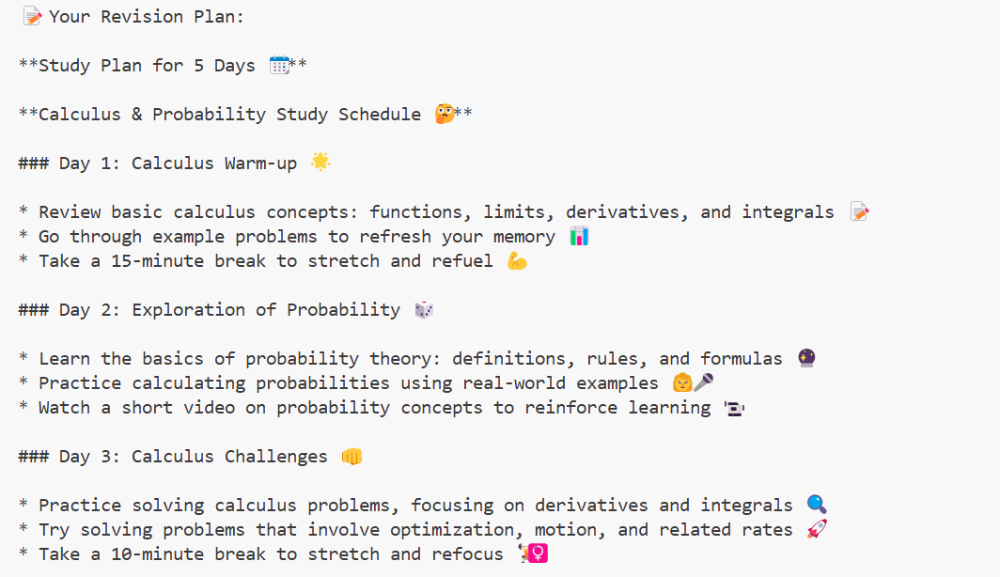 📝 Your Revision Plan:
**Study Plan for 5 Days 📅**
**Calculus & Probability Study Schedule 🤔**
### Day 1: Calculus Warm-up 🌟
* Review basic calculus concepts: functions, limits, derivatives, and integrals 📝
* Go through example problems to refresh your memory 📊
* Take a 15-minute break to stretch and refuel 💪
### Day 2: Exploration of Probability 🎲
* Learn the basics of probability theory: definitions, rules, and formulas 🔮
* Practice calculating probabilities using real-world examples 🧑‍🎤
* Watch a short video on probability concepts to reinforce learning 📹
### Day 3: Calculus Challenges 👊
* Practice solving calculus problems, focusing on derivatives and integrals 🔍
* Try solving problems that involve optimization, motion, and related rates 🚀
* Take a 10-minute break to stretch and refocus